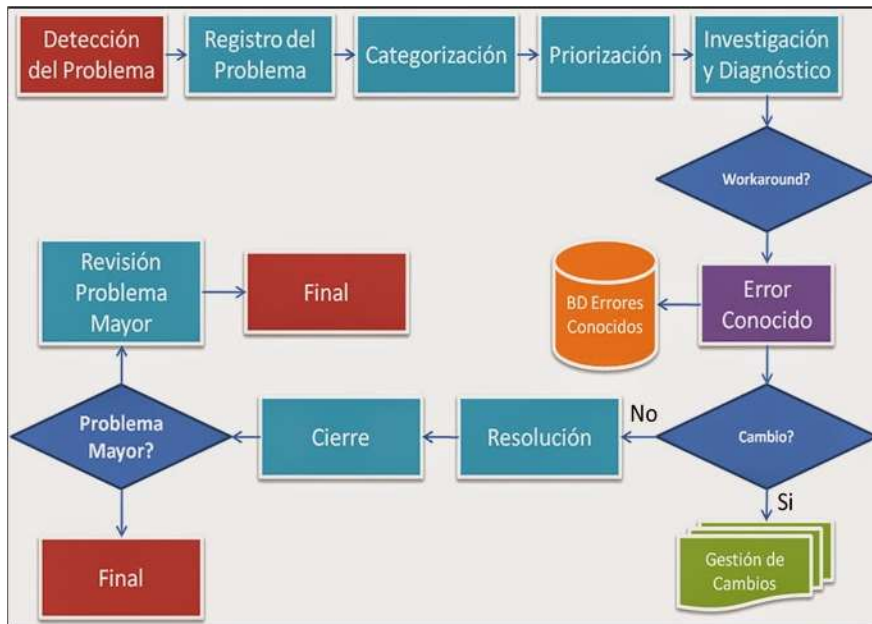 Detección
del Problema
Registro del
Problema
Categorización
Priorización
Investigación
y Diagnóstico
Workaround?
Revisión
Problema
Mayor
Final
BD Errores
Conocidos
Error
Conocido
Problema
Mayor?
Cierre
Resolución
No
Cambio?
Si
Final
Gestión de
Cambios